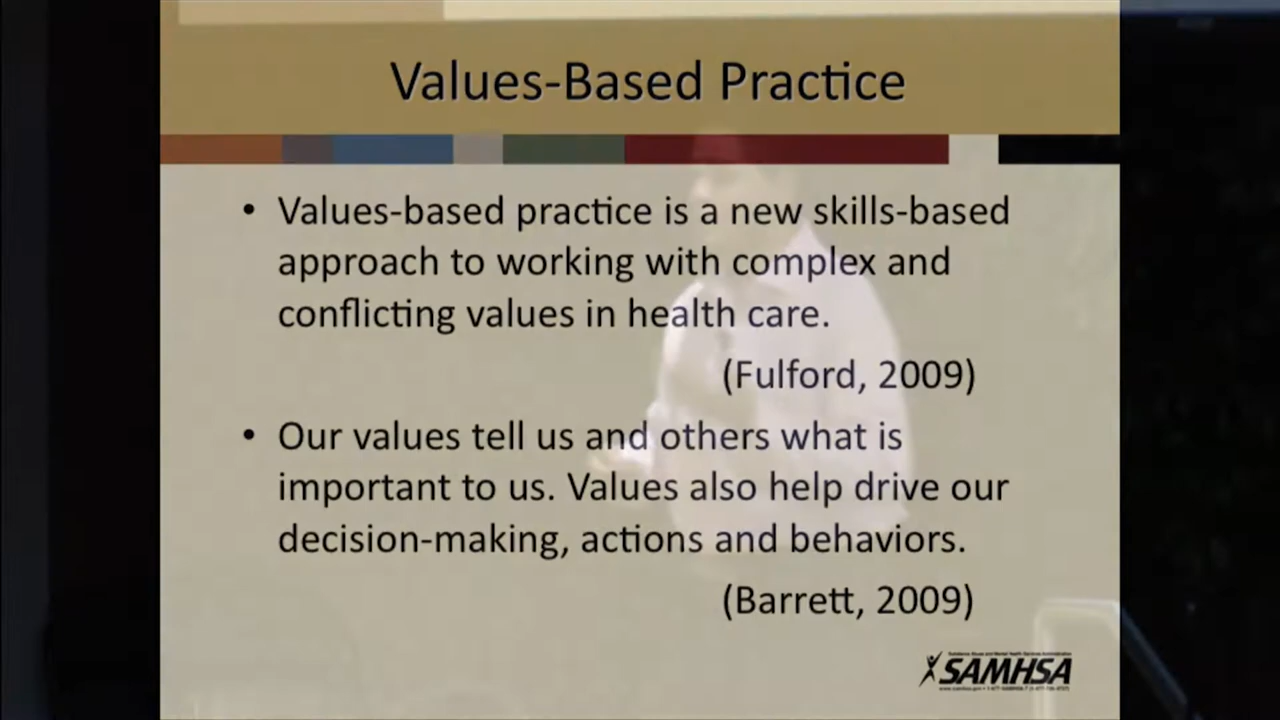 Values-Based Practice
• Values-based practice is a new skills-based
approach to working with complex and
conflicting values in health care.
(Fulford, 2009)
• Our values tell us and others what is
important to us. Values also help drive our
decision-making, actions and behaviors.
(Barrett, 2009)
SAMHSA